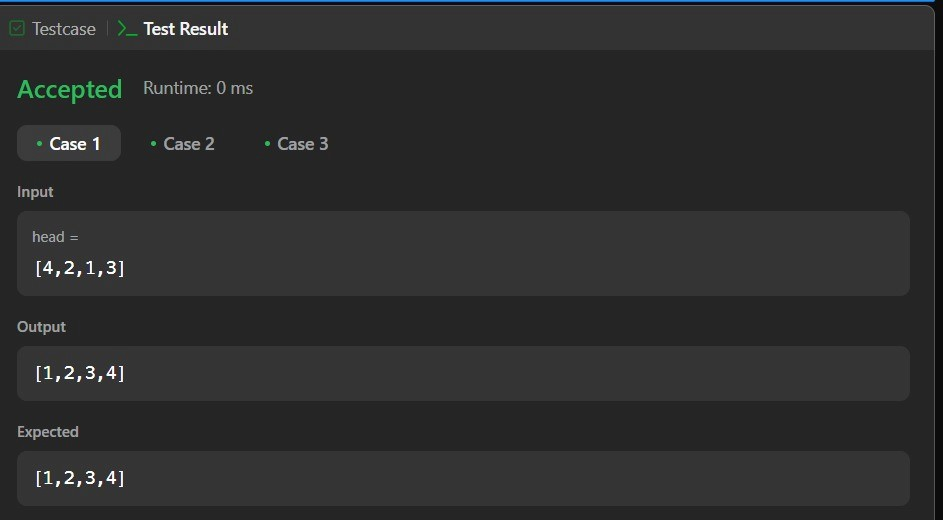 Testcase | >_ Test Result
Accepted Runtime: 0 ms
• Case 1 • Case 2 • Case 3
Input
head =
[4,2,1,3]
Output
[1,2,3,4]
Expected
[1,2,3,4]